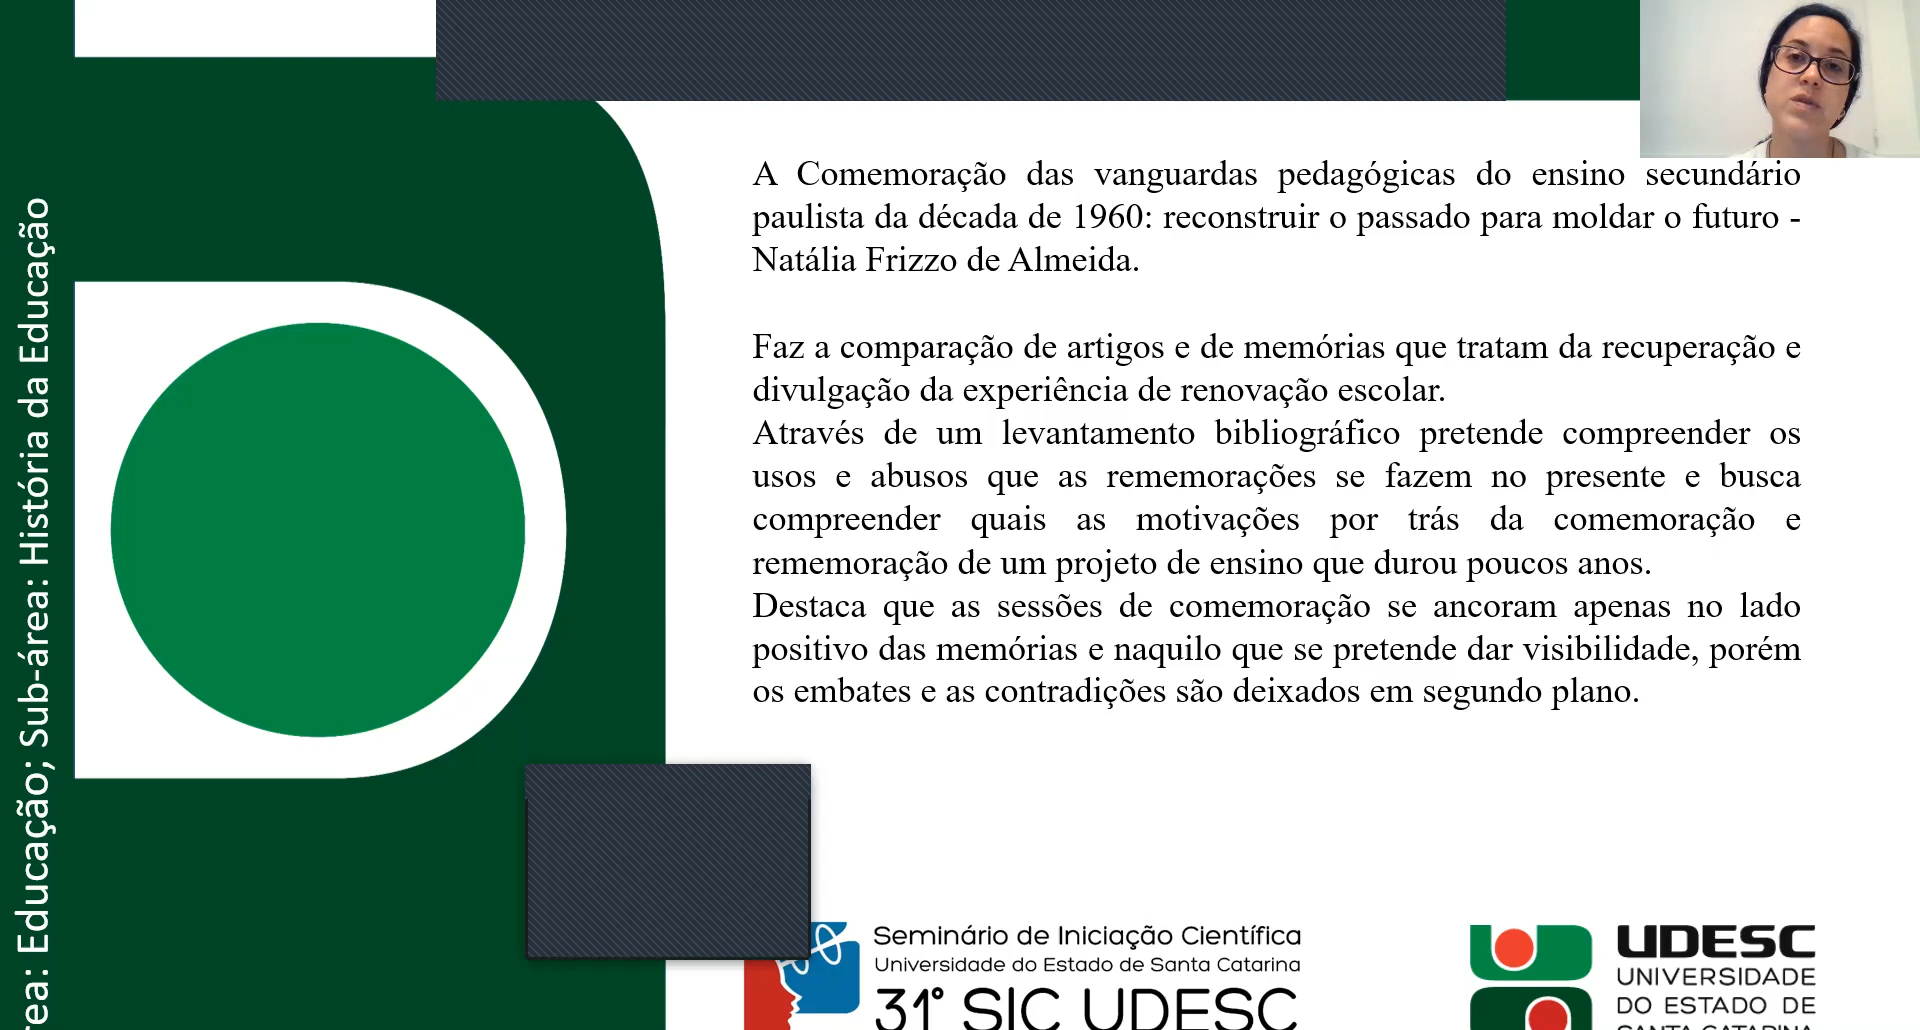 A Comemoração das vanguardas pedagógicas do ensino secundário
paulista da década de 1960: reconstruir o passado para moldar o futuro -
Natália Frizzo de Almeida.
Faz a comparação de artigos e de memórias que tratam da recuperação e
divulgação da experiência de renovação escolar.
Através de um levantamento bibliográfico pretende compreender os
usos e abusos que as rememorações se fazem no presente e busca
compreender quais as motivações por trás da comemoração e
rememoração de um projeto de ensino que durou poucos anos.
Destaca que as sessões de comemoração se ancoram apenas no lado
positivo das memórias e naquilo que se pretende dar visibilidade, porém
os embates e as contradições são deixados em segundo plano.
rea: Educação; Sub-área: História da Educação
Seminário de Iniciação Científica
Universidade do Estado de Santa Catarina
31º SIC UDESC
UDESC
UNIVERSIDADE
DO ESTADO DE
SANTA CATARINA